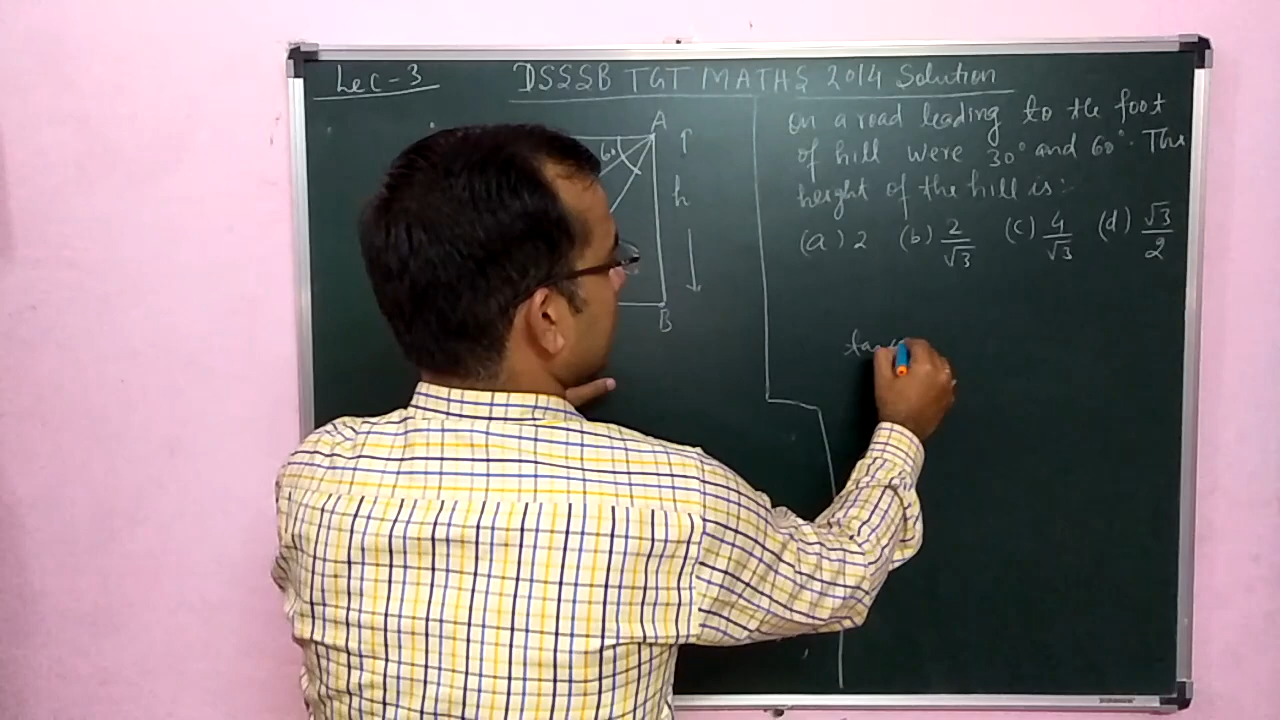 Lec-3
DSSSB TGT MATHS 2014 Solution
on a road leading to the foot
of hill were 30° and 60°. The
height of the hill is:
(a) 2 (b) 2/√3 (c) 4/√3 (d) √3/2
A
60
h
B